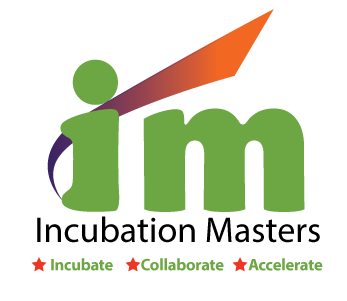 im
Incubation Masters
Incubate Collaborate Accelerate